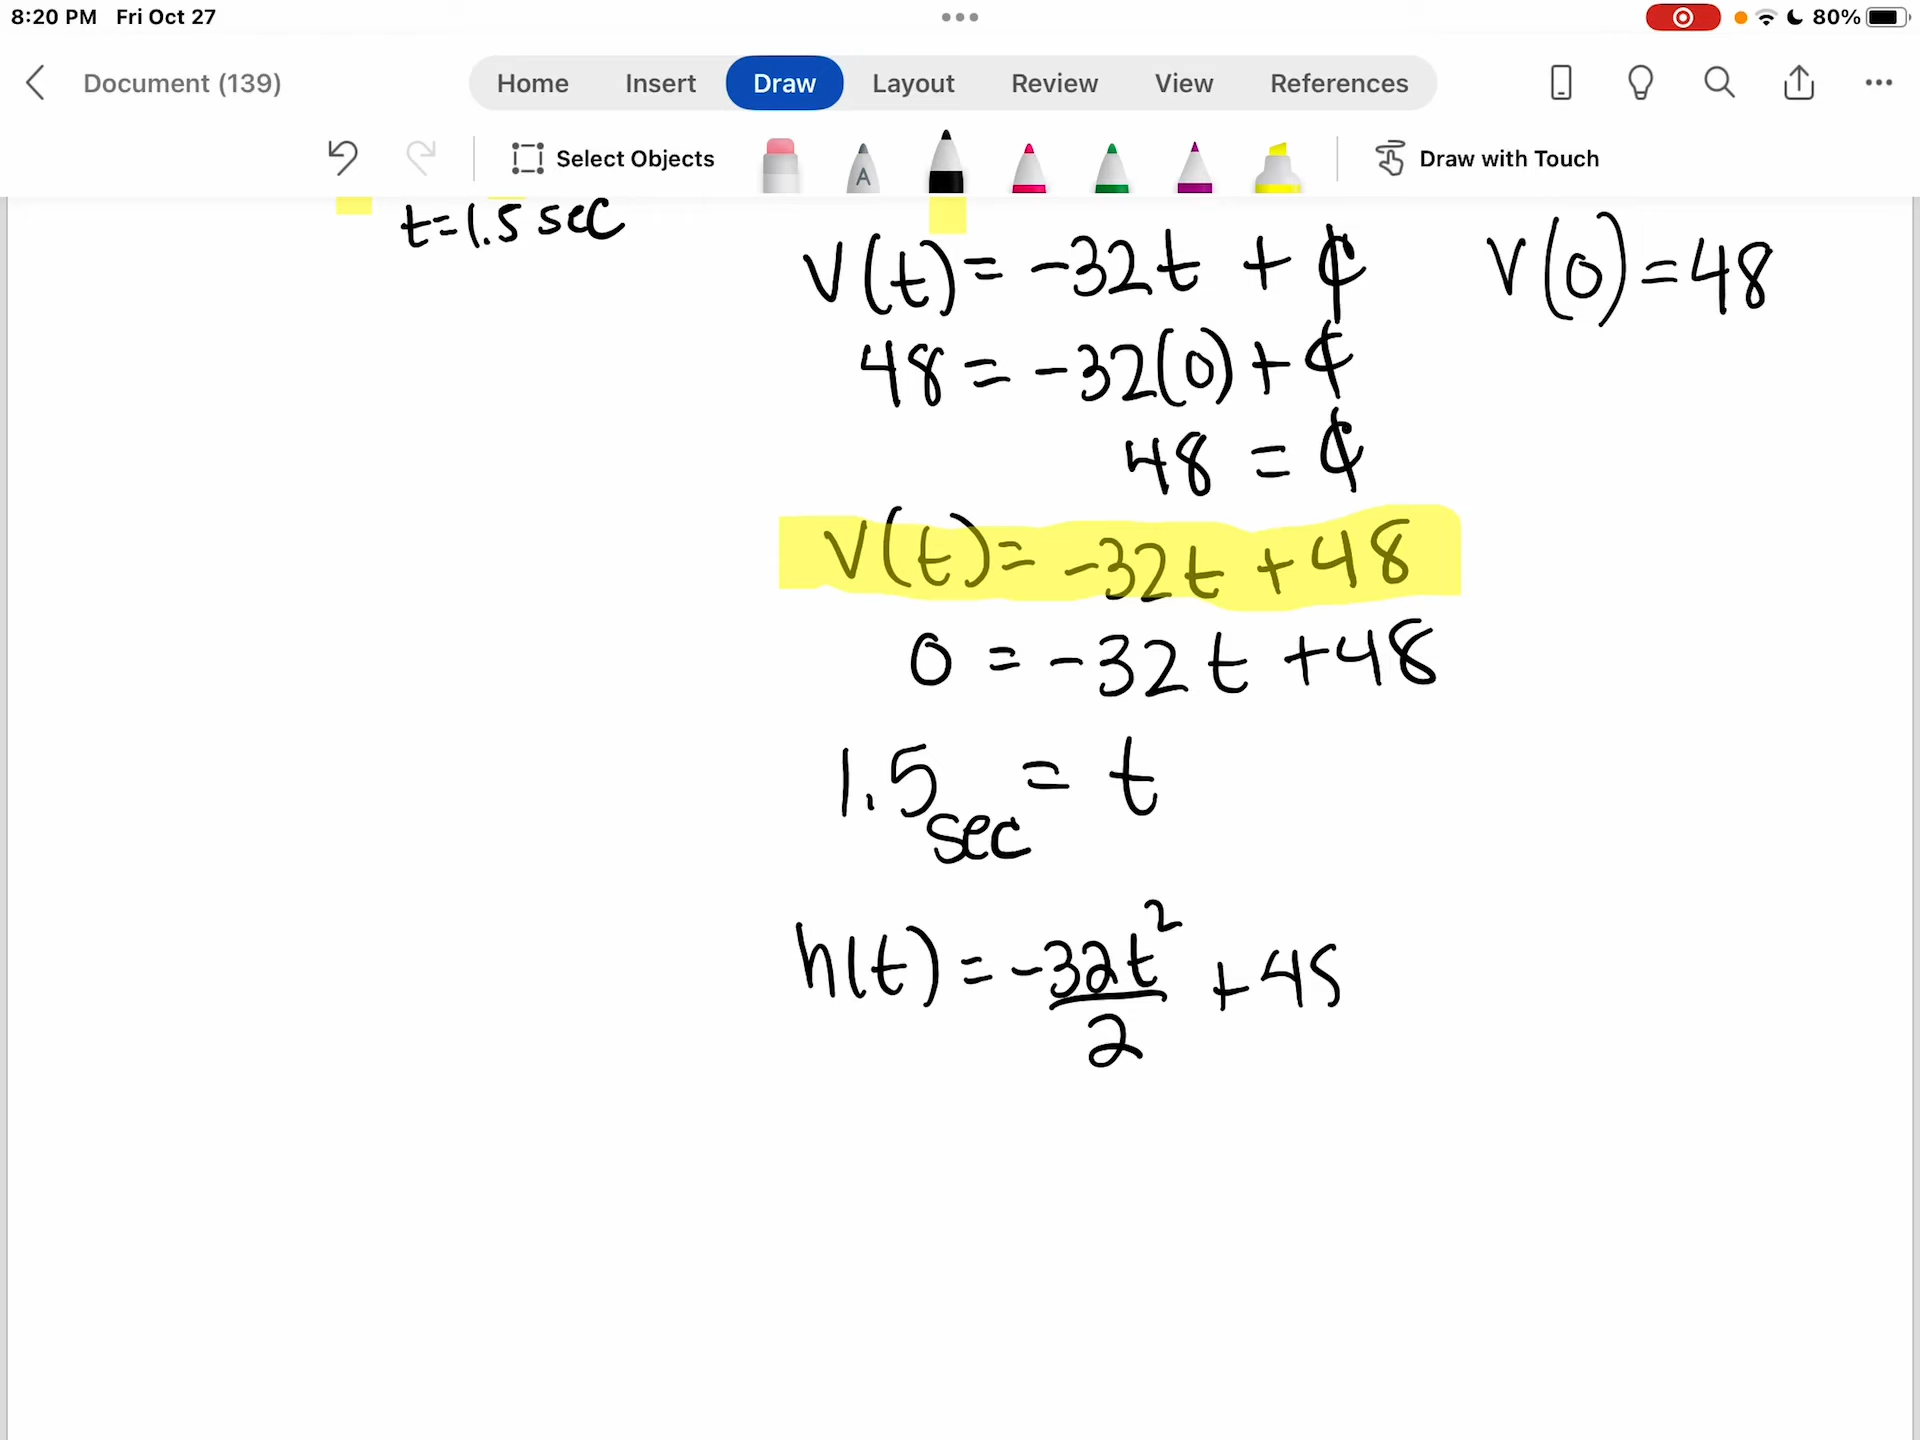 8:20 PM Fri Oct 27
80%
Document (139)
Home Insert Draw Layout Review View References
A
Select Objects
Draw with Touch
t=1.5 sec
V(t)= -32t + ¢
V(0)=48
48 = -32(0) + ¢
48 = ¢
V(t)= -32t +48
0 = -32t +48
1.5 sec = t
h(t) = -32t²/2 +4